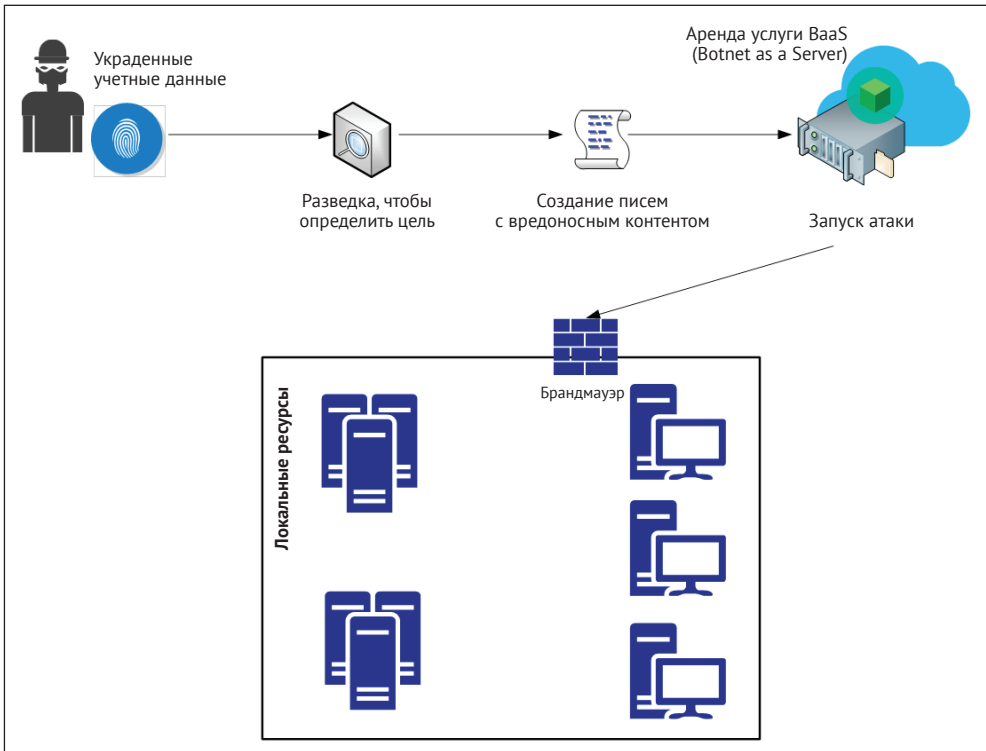 Украденные
учетные данные
Аренда услуги BaaS
(Botnet as a Server)
Разведка, чтобы
определить цель
Создание писем
с вредоносным контентом
Запуск атаки
Брандмауэр
Локальные ресурсы